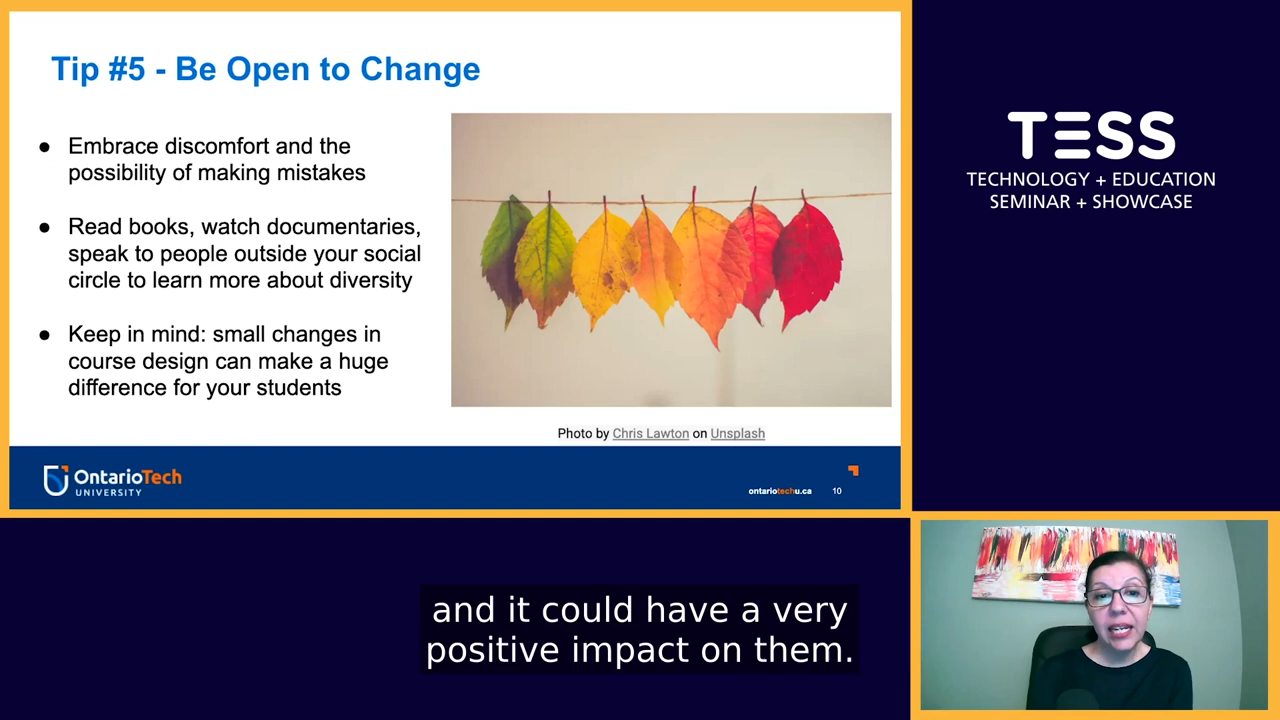 Tip #5 - Be Open to Change
● Embrace discomfort and the
possibility of making mistakes
● Read books, watch documentaries,
speak to people outside your social
circle to learn more about diversity
● Keep in mind: small changes in
course design can make a huge
difference for your students
Photo by Chris Lawton on Unsplash
OntarioTech
UNIVERSITY
ontariotechu.ca 10
TESS
TECHNOLOGY + EDUCATION
SEMINAR + SHOWCASE
and it could have a very
positive impact on them.